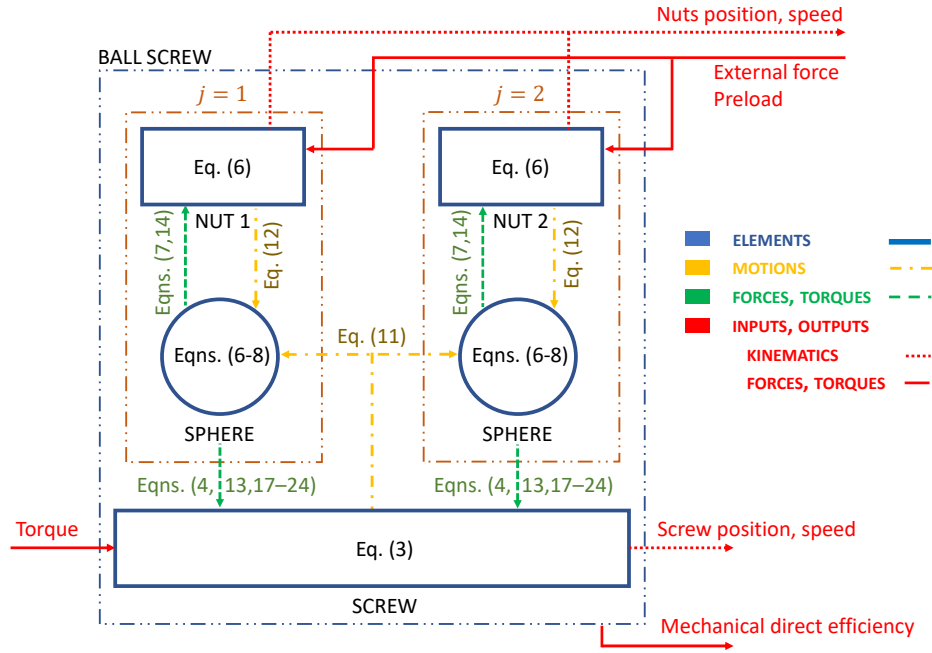 Nuts position, speed
BALL SCREW
External force
Preload
j = 1
j = 2
Eq. (6)
Eq. (6)
NUT 1
NUT 2
Eqns. (7,14)
Eq. (12)
Eqns. (7,14)
Eq. (12)
ELEMENTS
MOTIONS
FORCES, TORQUES
INPUTS, OUTPUTS
KINEMATICS
FORCES, TORQUES
Eq. (11)
Eqns. (6-8)
Eqns. (6-8)
SPHERE
SPHERE
Eqns. (4, 13,17–24)
Eqns. (4, 13,17–24)
Torque
Eq. (3)
Screw position, speed
SCREW
Mechanical direct efficiency